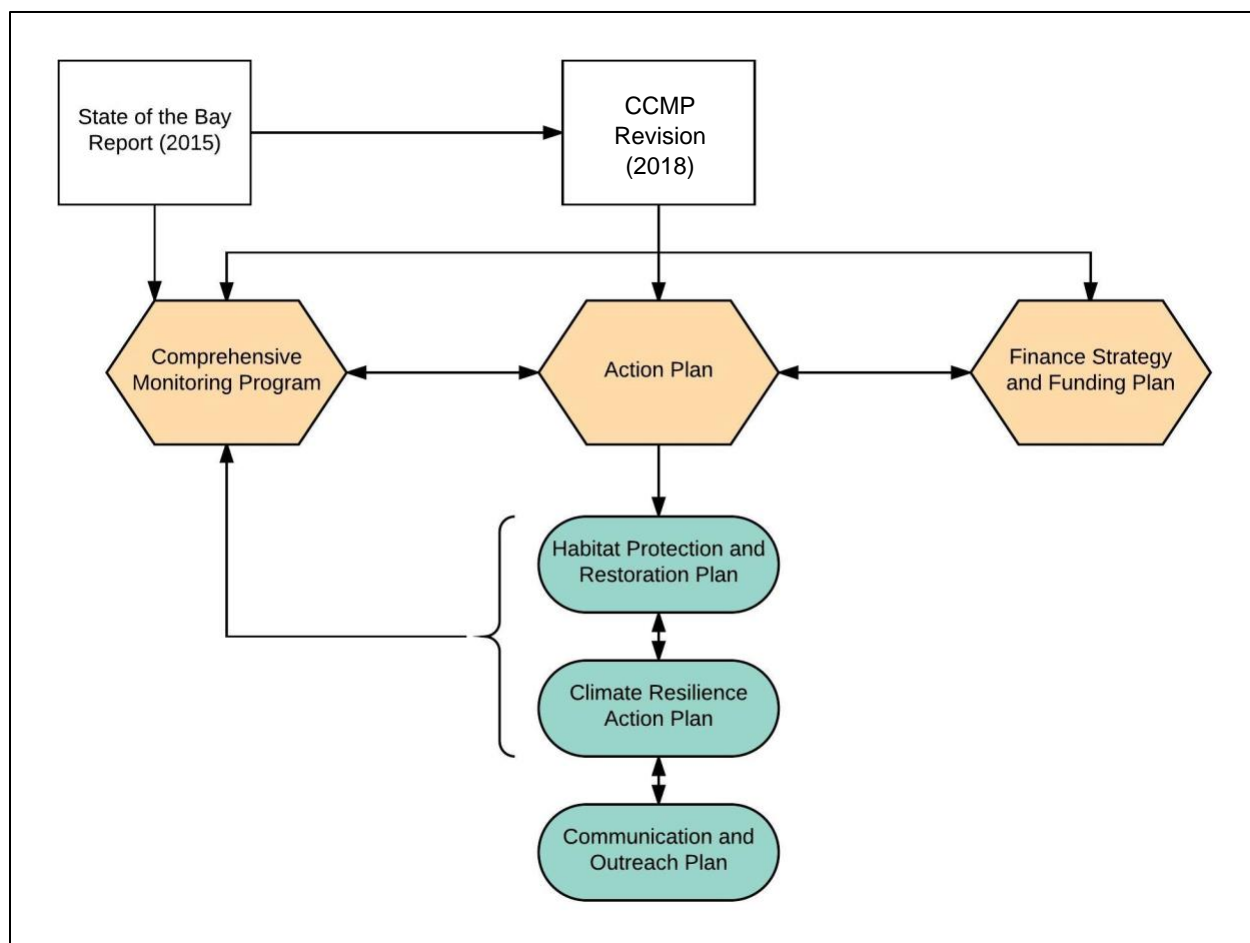 State of the Bay
Report (2015)
CCMP
Revision
(2018)
Comprehensive
Monitoring Program
Action Plan
Finance Strategy
and Funding Plan
Habitat Protection and
Restoration Plan
Climate Resilience
Action Plan
Communication and
Outreach Plan